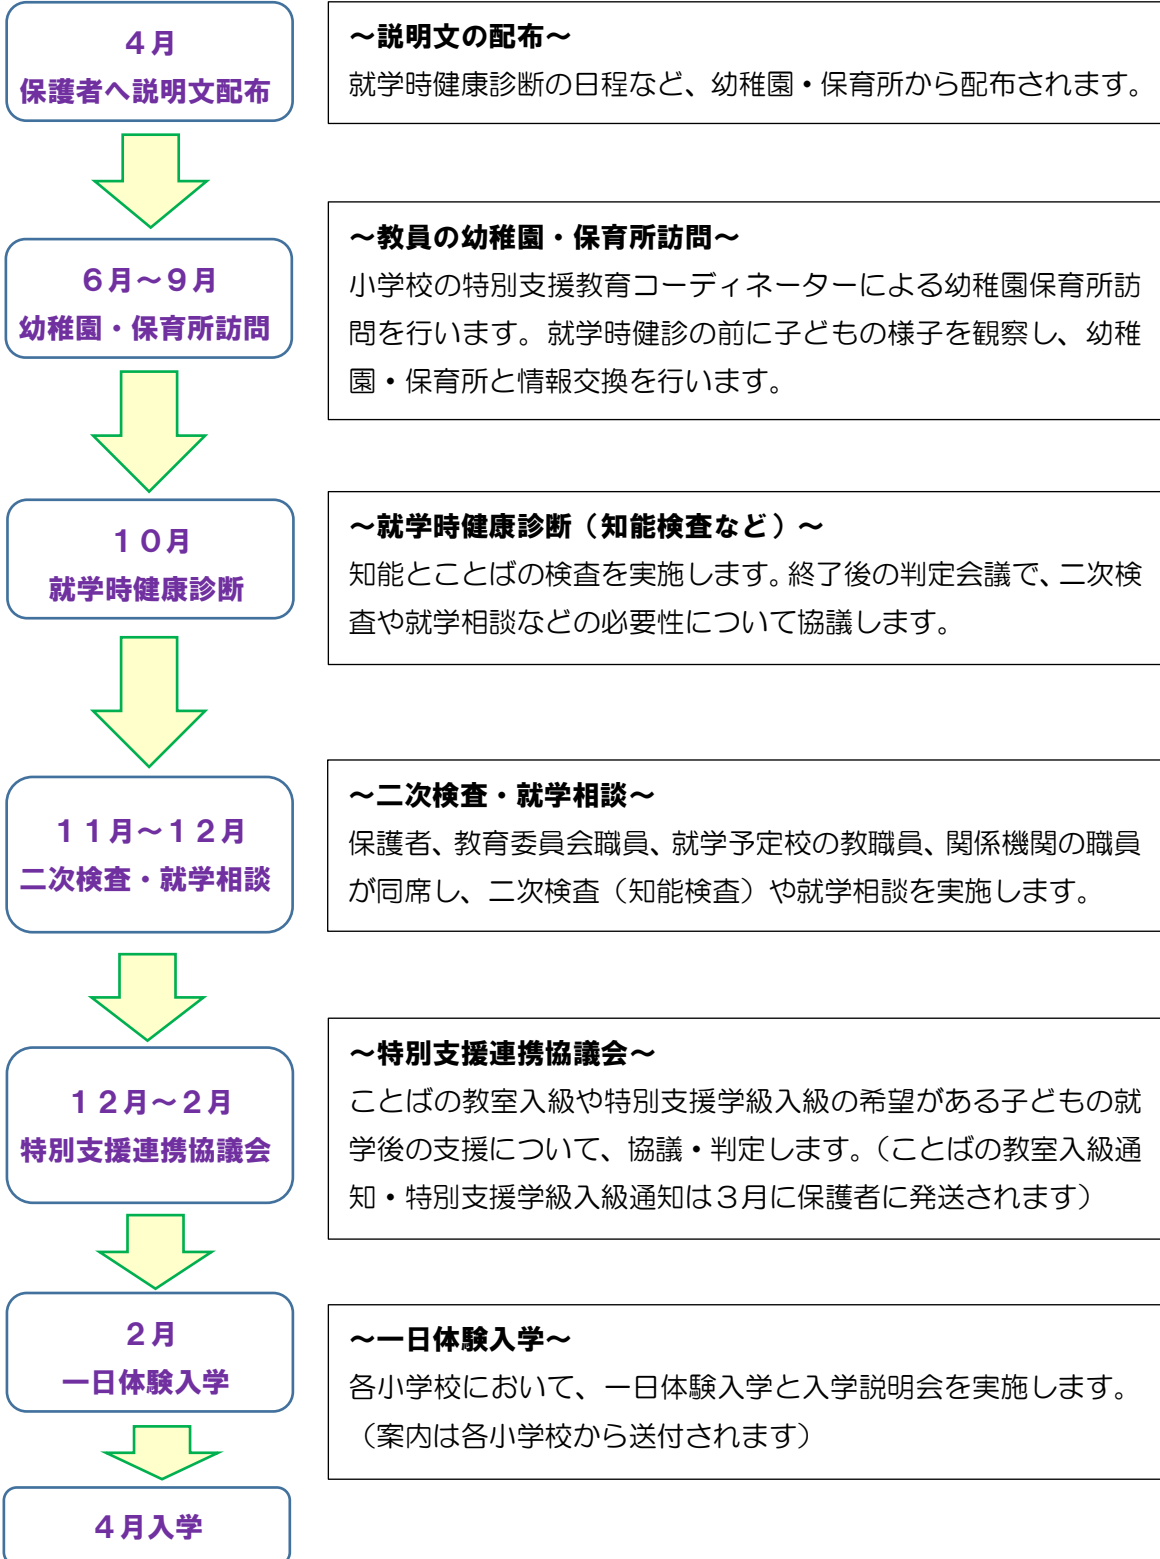 ４月
保護者へ説明文配布
～説明文の配布～
就学時健康診断の日程など、幼稚園・保育所から配布されます。
６月～９月
幼稚園・保育所訪問
～教員の幼稚園・保育所訪問～
小学校の特別支援教育コーディネーターによる幼稚園保育所訪
問を行います。就学時健診の前に子どもの様子を観察し、幼稚
園・保育所と情報交換を行います。
１０月
就学時健康診断
～就学時健康診断（知能検査など）～
知能とことばの検査を実施します。終了後の判定会議で、二次検
査や就学相談などの必要性について協議します。
１１月～１２月
二次検査・就学相談
～二次検査・就学相談～
保護者、教育委員会職員、就学予定校の教職員、関係機関の職員
が同席し、二次検査（知能検査）や就学相談を実施します。
１２月～２月
特別支援連携協議会
～特別支援連携協議会～
ことばの教室入級や特別支援学級入級の希望がある子どもの就
学後の支援について、協議・判定します。（ことばの教室入級通
知・特別支援学級入級通知は３月に保護者に発送されます）
２月
一日体験入学
～一日体験入学～
各小学校において、一日体験入学と入学説明会を実施します。
（案内は各小学校から送付されます）
４月入学